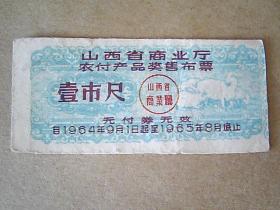 山西省商业厅
农付产品奖售布票
壹市尺
山西省
商业厅
无付券无效
自1964年9月1日起至1965年8月底止